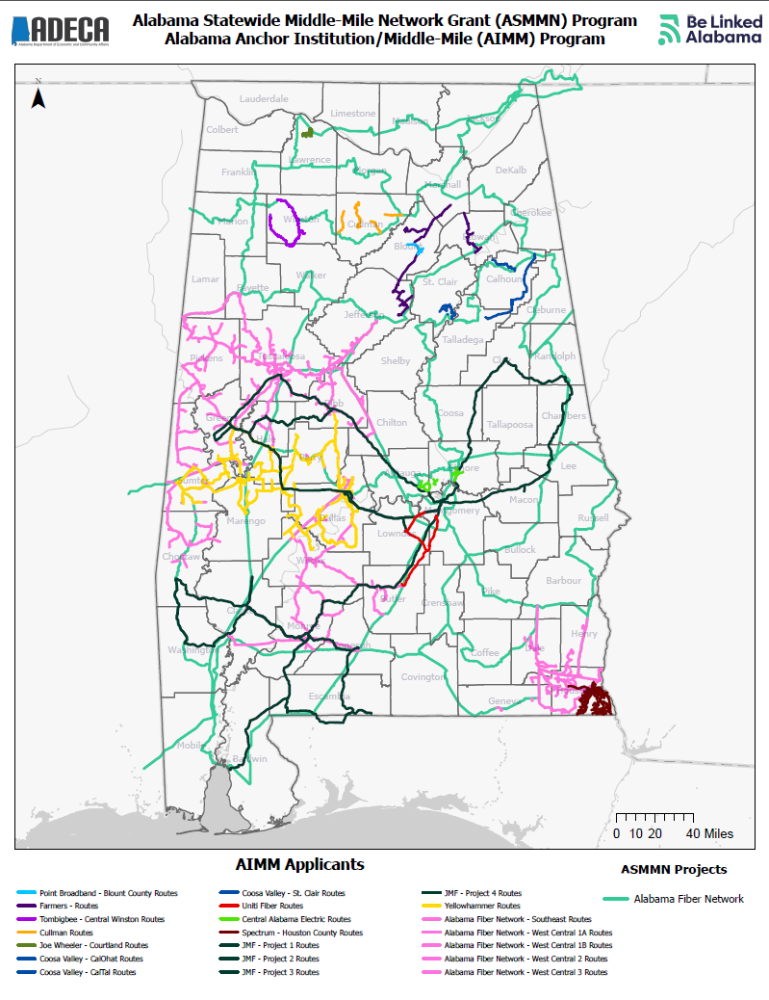 ADECA
Alabama Department of Economic and Community Affairs
Alabama Statewide Middle-Mile Network Grant (ASMMN) Program
Alabama Anchor Institution/Middle-Mile (AIMM) Program
Be Linked
Alabama
N
Lauderdale
Limestone
Madison
Jackson
Colbert
Lawrence
Franklin
Morgan
DeKalb
Marshall
Marion
Winston
Cullman
Cherokee
Etowah
Blount
Lamar
Walker
Fayette
St. Clair
Calhoun
Jefferson
Cleburne
Talladega
Pickens
Tuscaloosa
Shelby
Clay
Randolph
Bibb
Greene
Chilton
Coosa
Tallapoosa
Chambers
Hale
Perry
Lee
Sumter
Macon
Montgomery
Marengo
Dallas
Lowndes
Russell
Choctaw
Wilcox
Bullock
Barbour
Pike
Butler
Crenshaw
Monroe
Henry
Washington
Conecuh
Coffee
Dale
Covington
Escambia
Geneva
Houston
Mobile
Baldwin
0 10 20 40 Miles
AIMM Applicants
Point Broadband - Blount County Routes
Farmers - Routes
Tombigbee - Central Winston Routes
Cullman Routes
Joe Wheeler - Courtland Routes
Coosa Valley - CalOhat Routes
Coosa Valley - CalTal Routes
Coosa Valley - St. Clair Routes
Uniti Fiber Routes
Central Alabama Electric Routes
Spectrum - Houston County Routes
JMF - Project 1 Routes
JMF - Project 2 Routes
JMF - Project 3 Routes
JMF - Project 4 Routes
Yellowhammer Routes
Alabama Fiber Network - Southeast Routes
Alabama Fiber Network - West Central 1A Routes
Alabama Fiber Network - West Central 1B Routes
Alabama Fiber Network - West Central 2 Routes
Alabama Fiber Network - West Central 3 Routes
ASMMN Projects
Alabama Fiber Network